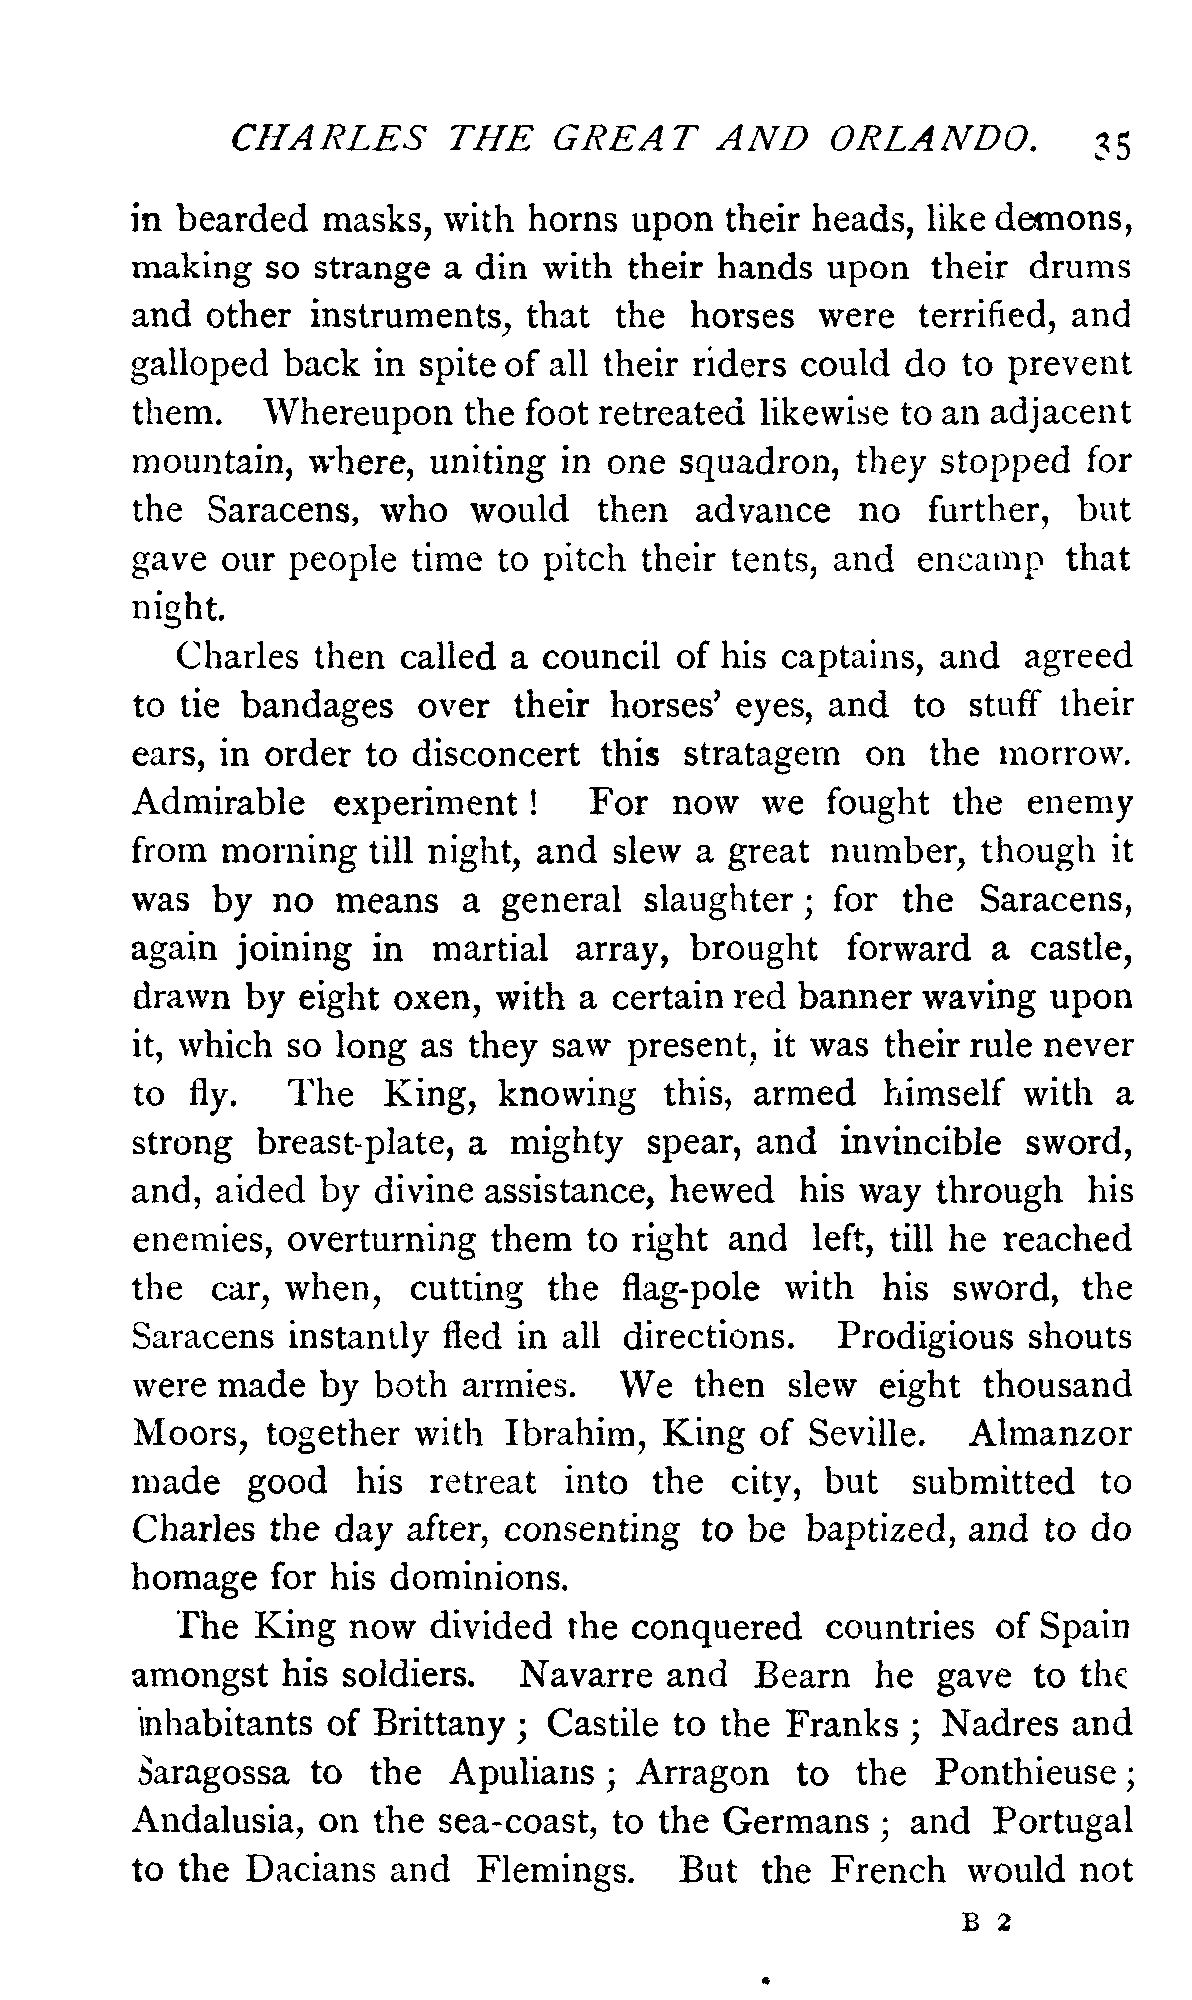 CHARLES THE GREAT AND ORLANDO. 35
in bearded masks, with horns upon their heads, like demons,
making so strange a din with their hands upon their drums
and other instruments, that the horses were terrified, and
galloped back in spite of all their riders could do to prevent
them. Whereupon the foot retreated likewise to an adjacent
mountain, where, uniting in one squadron, they stopped for
the Saracens, who would then advance no further, but
gave our people time to pitch their tents, and encamp that
night.
Charles then called a council of his captains, and agreed
to tie bandages over their horses' eyes, and to stuff their
ears, in order to disconcert this stratagem on the morrow.
Admirable experiment ! For now we fought the enemy
from morning till night, and slew a great number, though it
was by no means a general slaughter ; for the Saracens,
again joining in martial array, brought forward a castle,
drawn by eight oxen, with a certain red banner waving upon
it, which so long as they saw present, it was their rule never
to fly. The King, knowing this, armed himself with a
strong breast-plate, a mighty spear, and invincible sword,
and, aided by divine assistance, hewed his way through his
enemies, overturning them to right and left, till he reached
the car, when, cutting the flag-pole with his sword, the
Saracens instantly fled in all directions. Prodigious shouts
were made by both armies. We then slew eight thousand
Moors, together with Ibrahim, King of Seville. Almanzor
made good his retreat into the city, but submitted to
Charles the day after, consenting to be baptized, and to do
homage for his dominions.
The King now divided the conquered countries of Spain
amongst his soldiers. Navarre and Bearn he gave to the
inhabitants of Brittany ; Castile to the Franks ; Nadres and
Saragossa to the Apulians ; Arragon to the Ponthieuse ;
Andalusia, on the sea-coast, to the Germans ; and Portugal
to the Dacians and Flemings. But the French would not
B 2